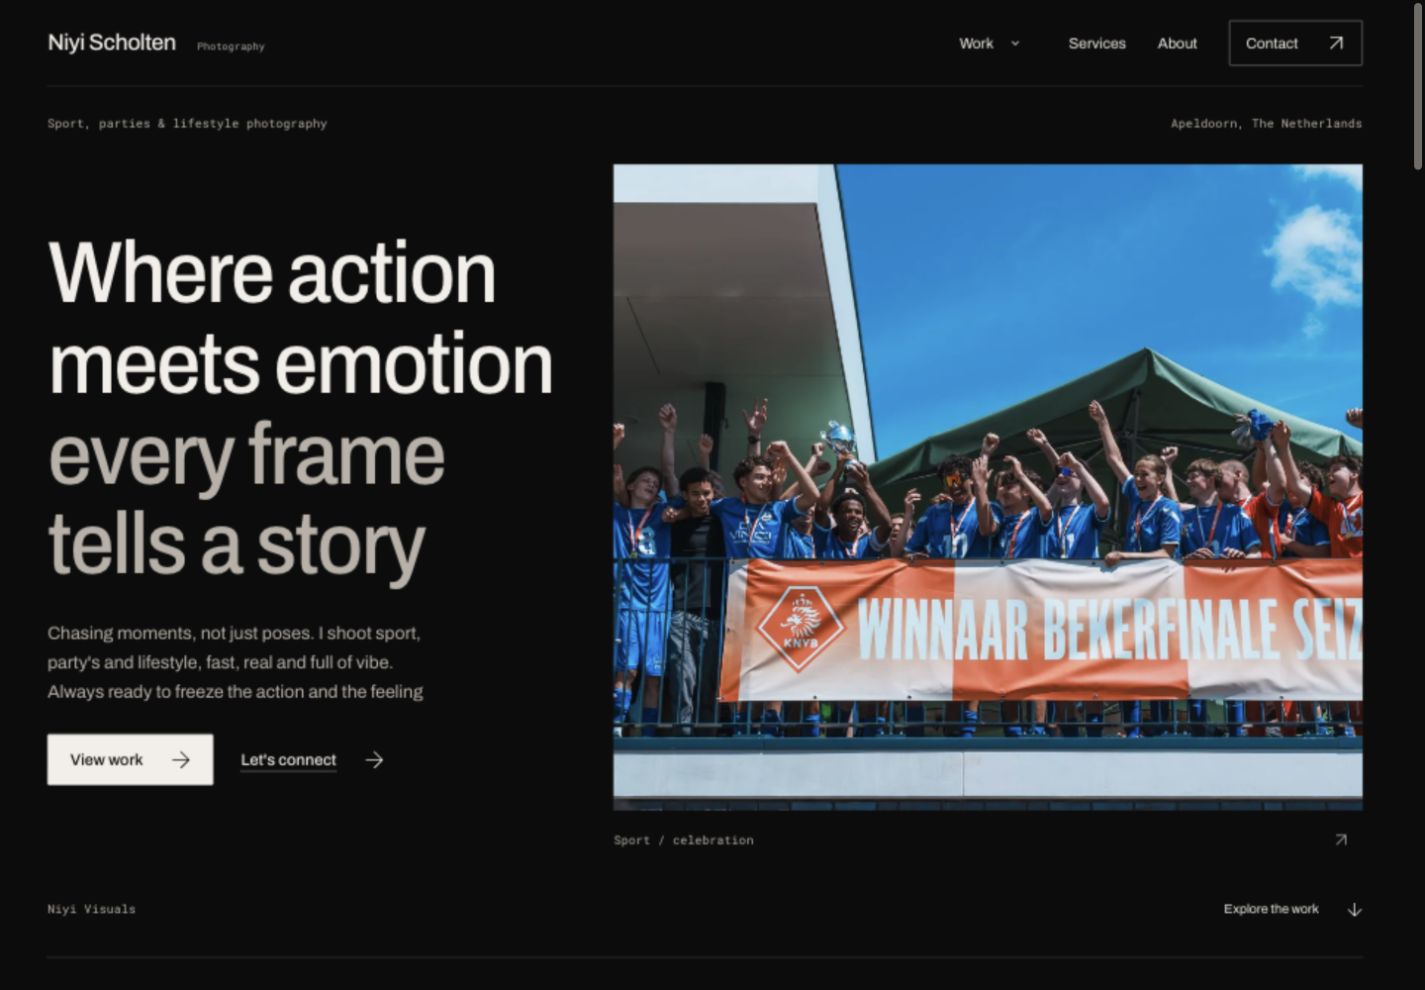 Niyi Scholten Photography
Work Services About Contact
Sport, parties & lifestyle photography
Apeldoorn, The Netherlands
Where action
meets emotion
every frame
tells a story
Chasing moments, not just poses. I shoot sport,
party's and lifestyle, fast, real and full of vibe.
Always ready to freeze the action and the feeling
View work
Let's connect
KNVB
WINNAAR BEKERFINALE SEIZ
Sport / celebration
Niyi Visuals
Explore the work